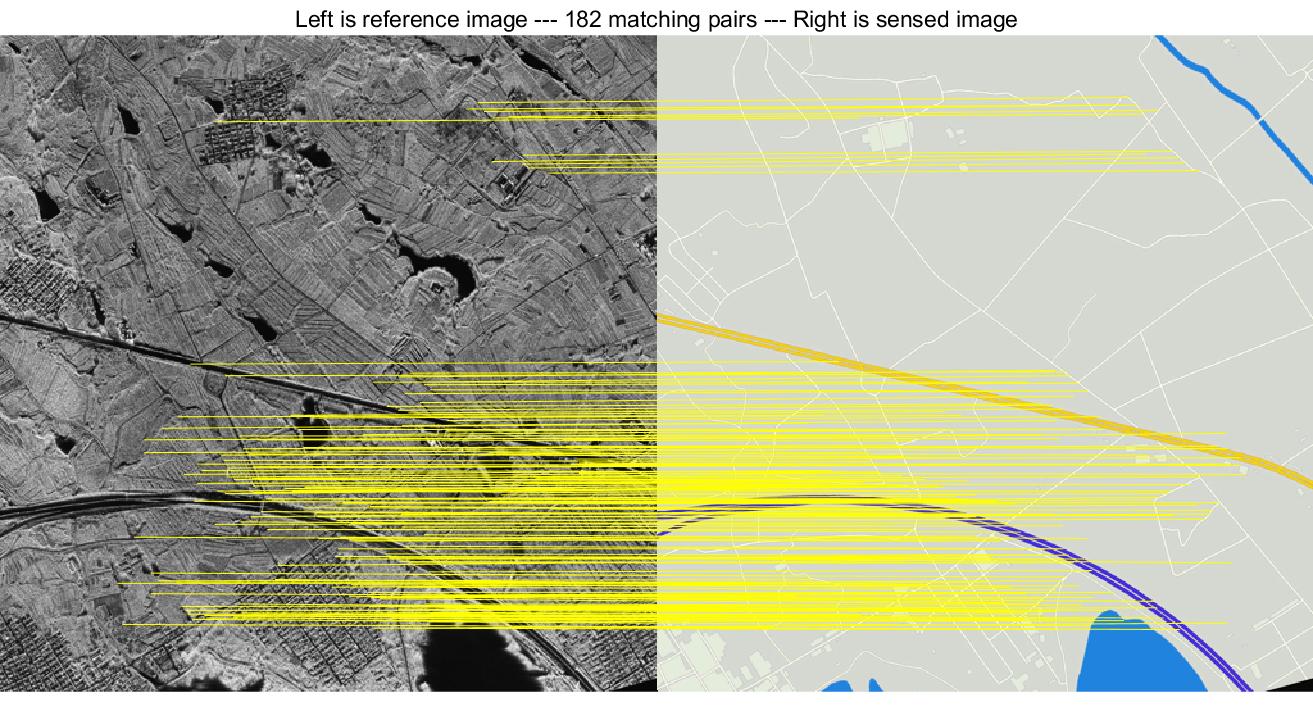 Left is reference image --- 182 matching pairs --- Right is sensed image